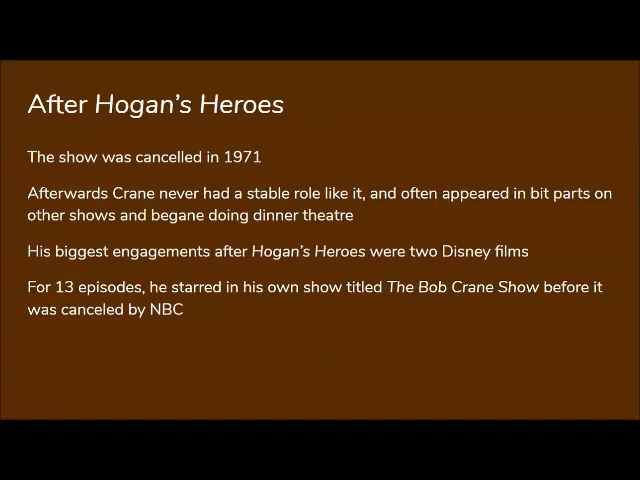 After Hogan’s Heroes
The show was cancelled in 1971
Afterwards Crane never had a stable role like it, and often appeared in bit parts on
other shows and begane doing dinner theatre
His biggest engagements after Hogan’s Heroes were two Disney films
For 13 episodes, he starred in his own show titled The Bob Crane Show before it
was canceled by NBC